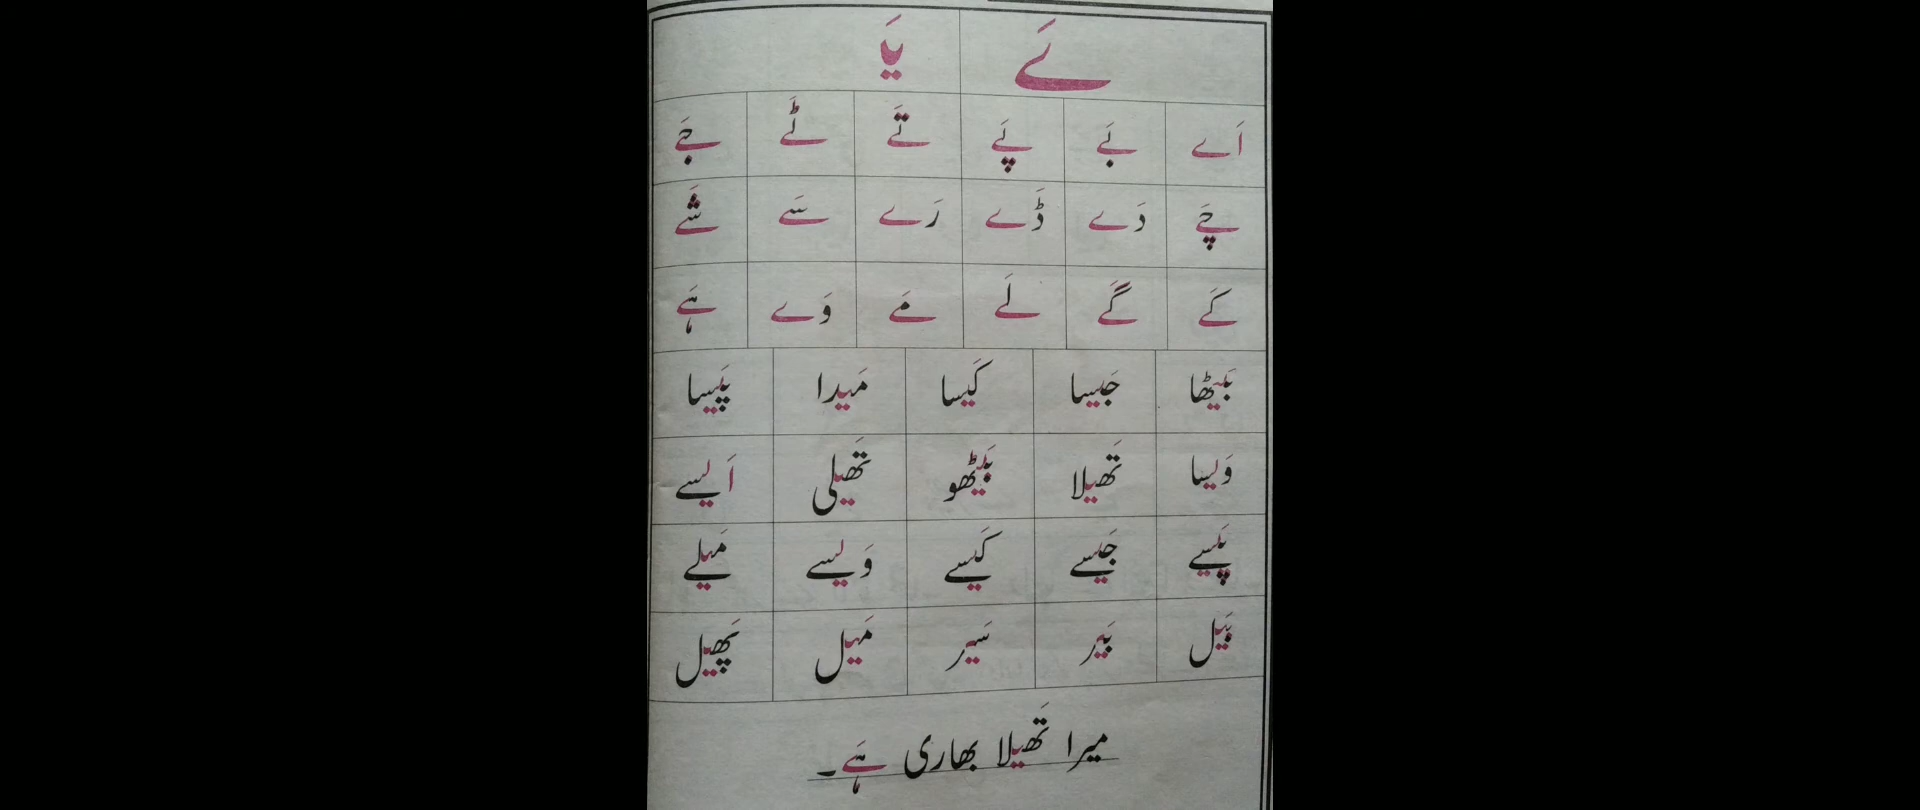 ـَے یَـ
اَے بَے پَے تَے ٹَے جَے
چَے دَے ڈَے رَے سَے شَے
کَے گَے لَے مَے وَے ہَے
بَیٹھا جَیسا کَیسا مَیدا پَیسا
وَیسا تَھیلا بَیٹھو تَھیلی اَیسے
پَیسے جَیسے کَیسے وَیسے مَیلے
بَیل پَیر سَیر مَیل پَھیل
میرا تَھیلا بھاری ہَے۔